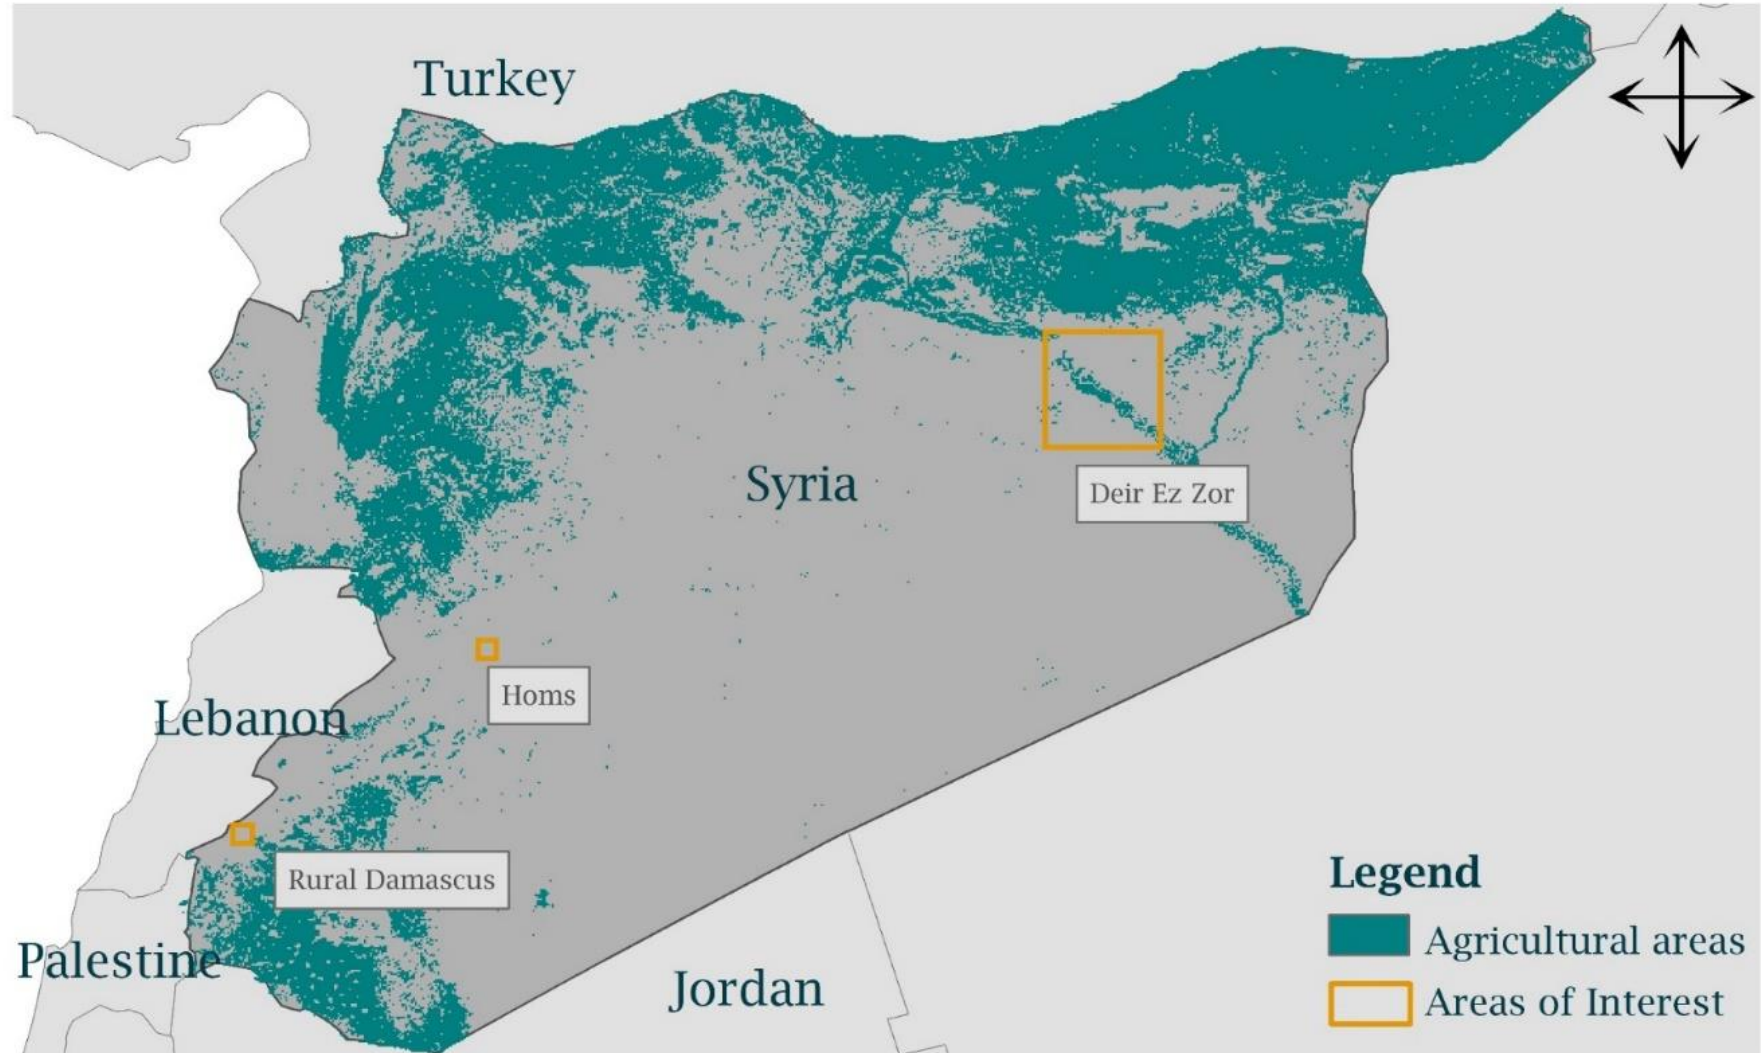 Turkey
Syria
Deir Ez Zor
Homs
Lebanon
Rural Damascus
Palestine
Jordan
Legend
Agricultural areas
Areas of Interest